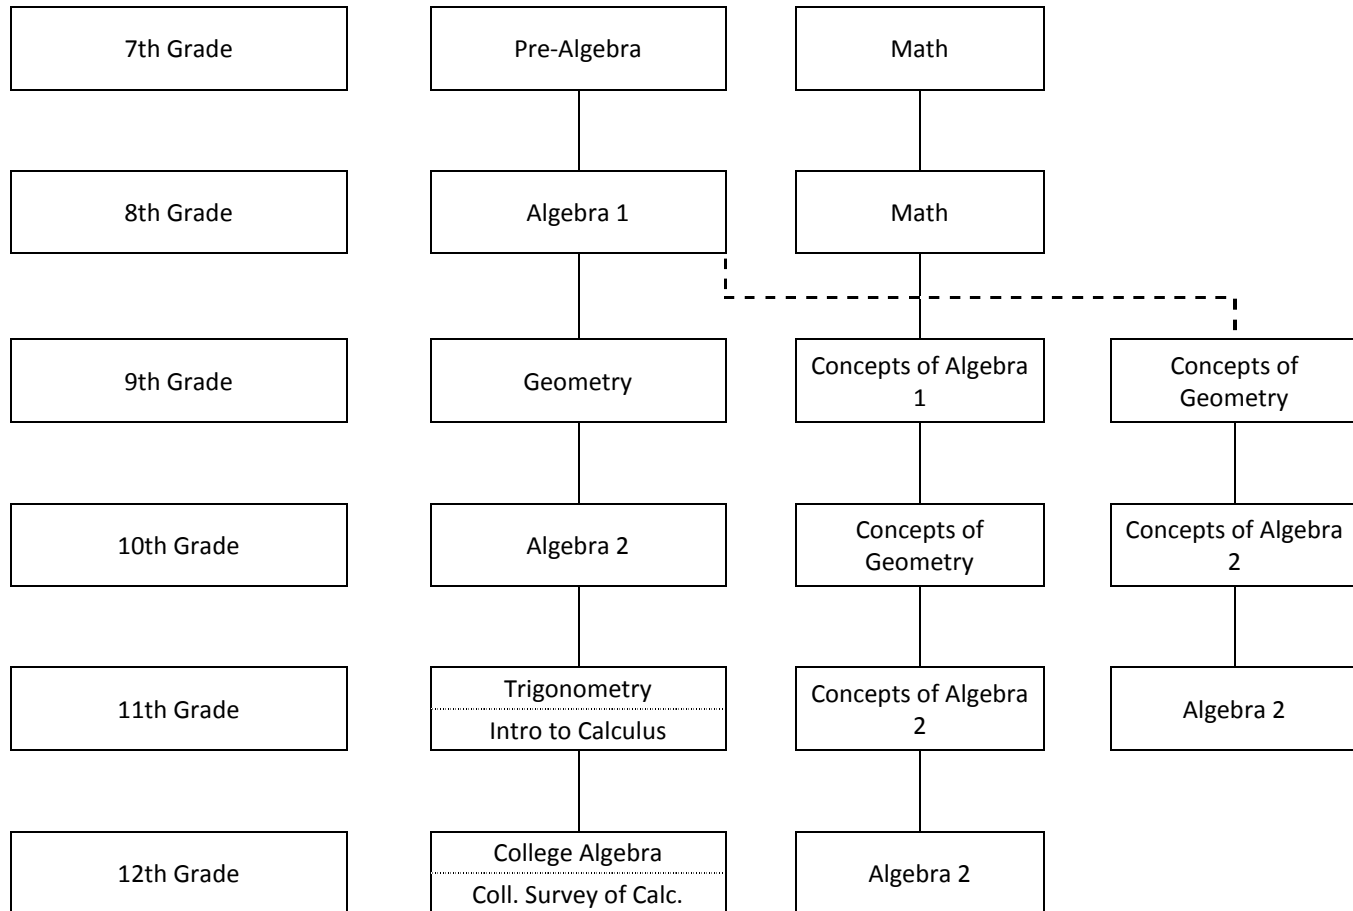 7th Grade
Pre-Algebra
Math
8th Grade
Algebra 1
Math
9th Grade
Geometry
Concepts of Algebra
1
Concepts of
Geometry
10th Grade
Algebra 2
Concepts of
Geometry
Concepts of Algebra
2
11th Grade
Trigonometry
Intro to Calculus
Concepts of Algebra
2
Algebra 2
12th Grade
College Algebra
Coll. Survey of Calc.
Algebra 2